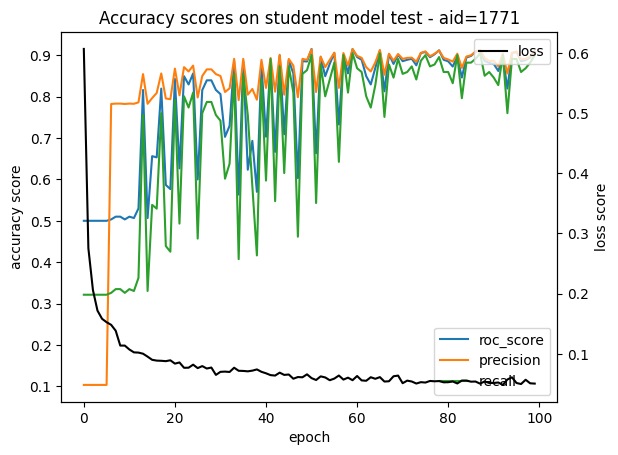 Accuracy scores on student model test - aid=1771
loss
accuracy score
0.9
0.8
0.7
0.6
0.5
0.4
0.3
0.2
0.1
0.6
0.5
0.4
0.3
0.2
0.1
loss score
roc_score
precision
recall
0
20
40
60
80
100
epoch